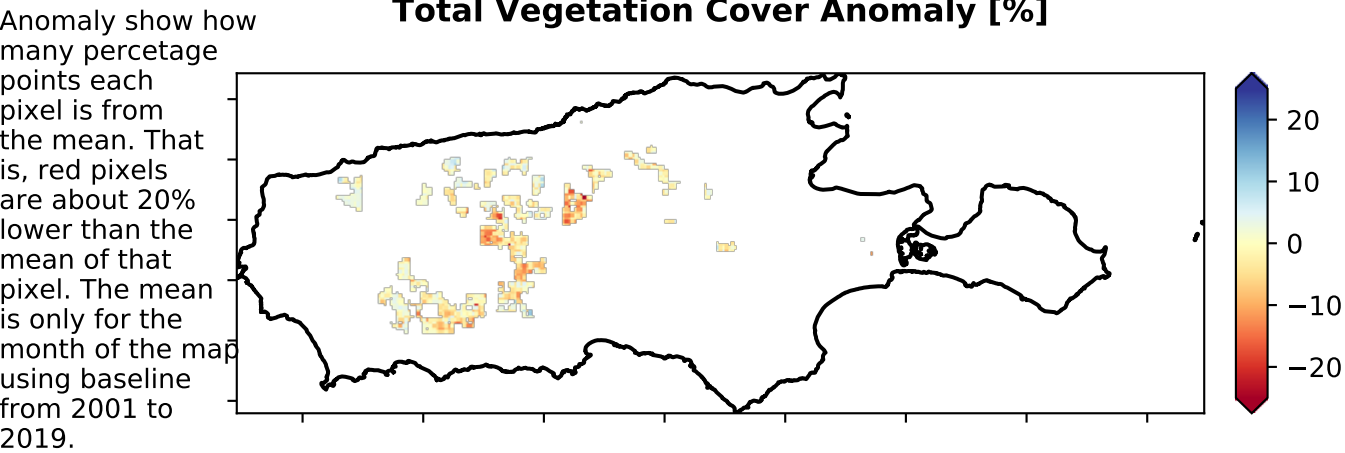 Total Vegetation Cover Anomaly [%]
Anomaly show how
many percetage
points each
pixel is from
the mean. That
is, red pixels
are about 20%
lower than the
mean of that
pixel. The mean
is only for the
month of the map
using baseline
from 2001 to
2019.
20
10
0
−10
−20